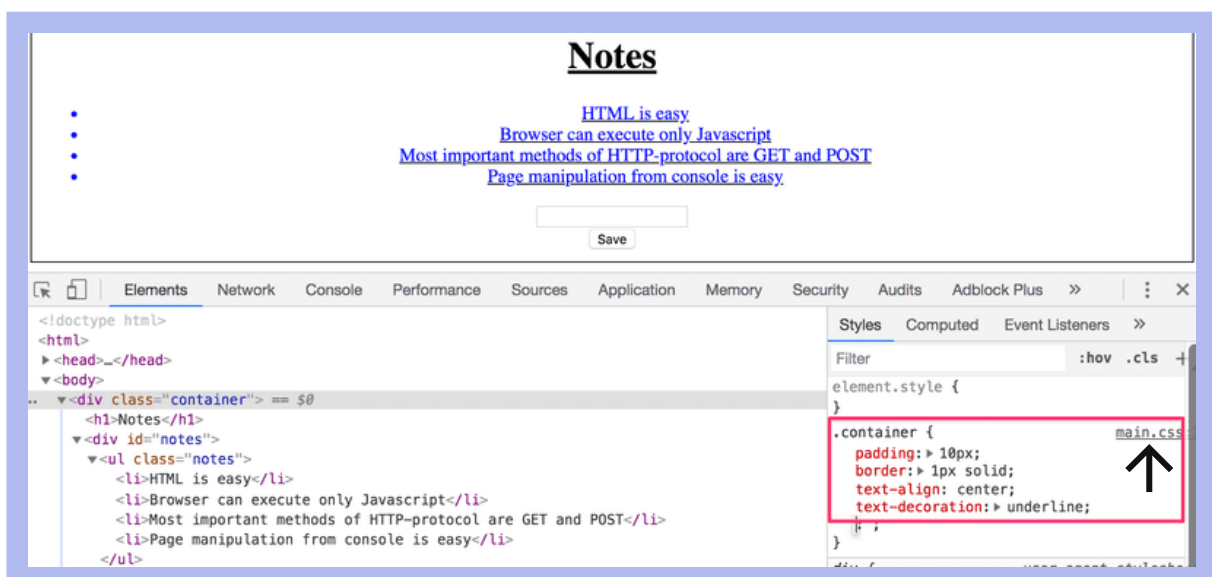 Notes
HTML is easy
Browser can execute only Javascript
Most important methods of HTTP-protocol are GET and POST
Page manipulation from console is easy
Save
Elements Network Console Performance Sources Application Memory Security Audits Adblock Plus »
<!doctype html>
<html>
<head>…</head>
<body>
<div class="container"> == $0
<h1>Notes</h1>
<div id="notes">
<ul class="notes">
<li>HTML is easy</li>
<li>Browser can execute only Javascript</li>
<li>Most important methods of HTTP-protocol are GET and POST</li>
<li>Page manipulation from console is easy</li>
</ul>
Styles Computed Event Listeners »
Filter :hov .cls +
element.style {
}
.container { main.css
padding: 10px;
border: 1px solid;
text-align: center;
text-decoration: underline;
: ;
}